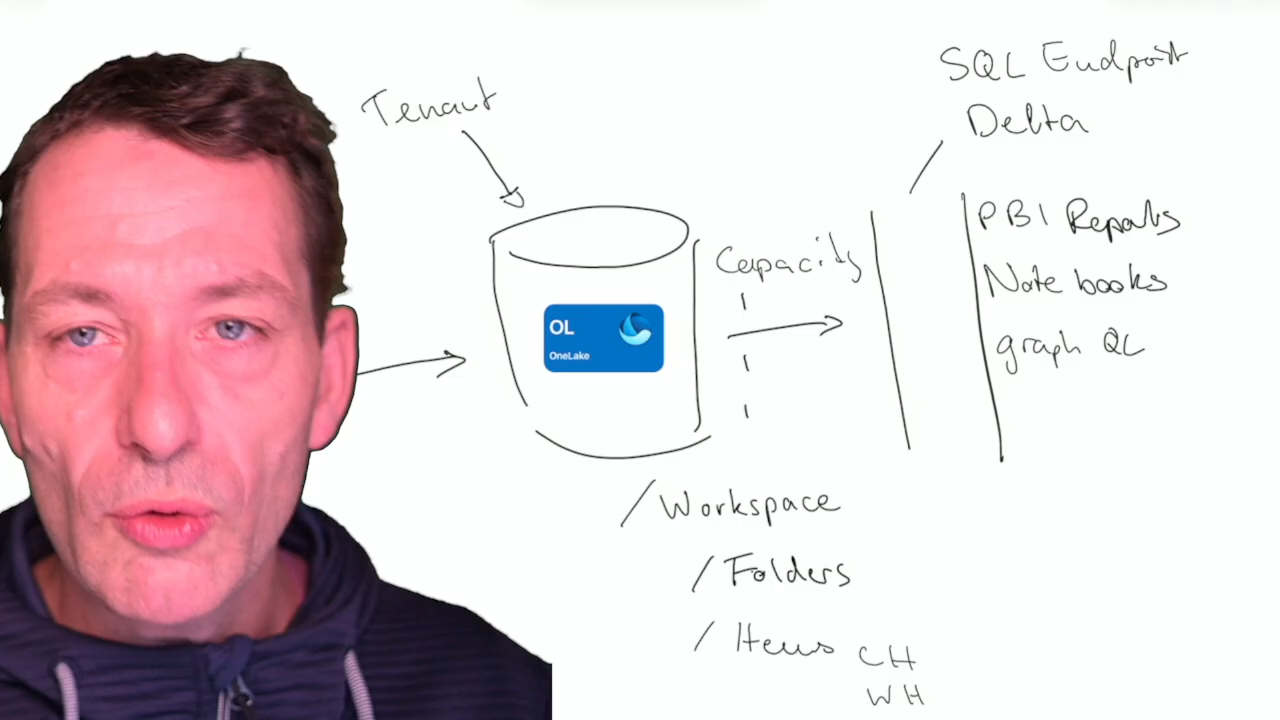 Tenant
SQL Endpoint
Delta
Capacity
PBI Reports
Note books
graph QL
OL
OneLake
/Workspace
/Folders
/Items
LH
WH